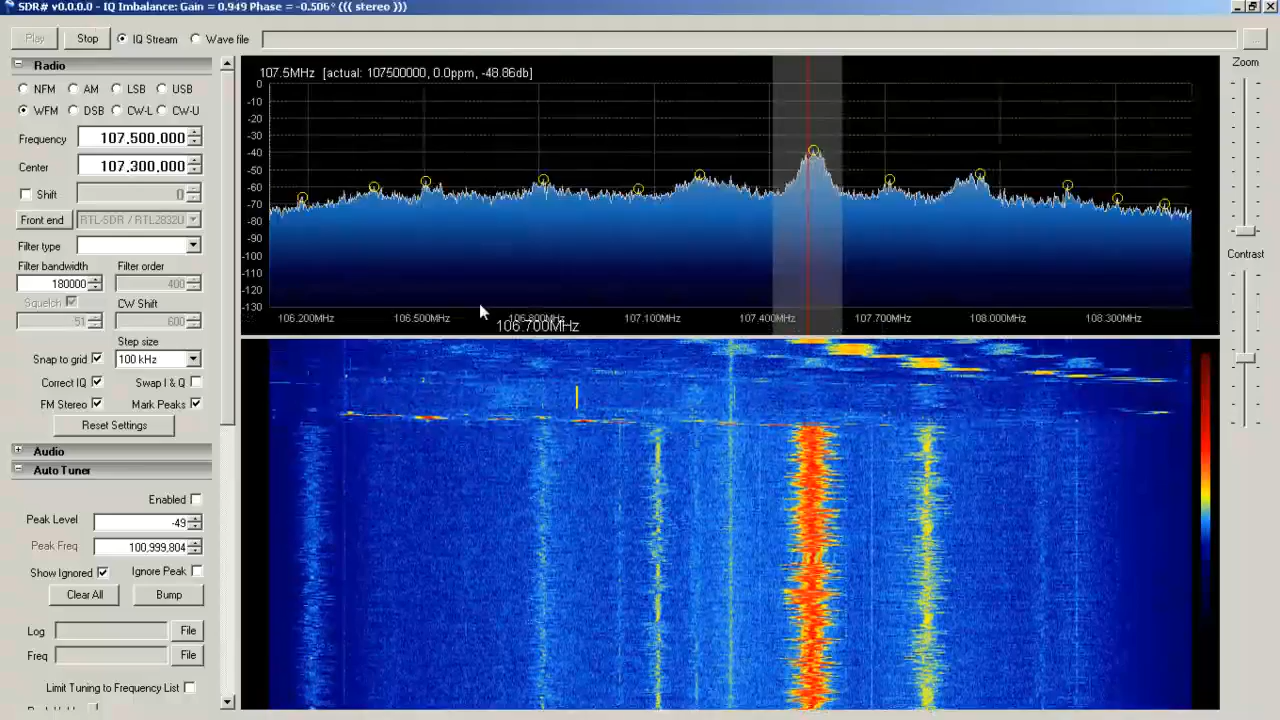 SDR# v0.0.0.0 - IQ Imbalance: Gain = 0.949 Phase = -0.506° ((( stereo )))
Play Stop IQ Stream Wave file ...
Radio
NFM AM LSB USB
WFM DSB CW-L CW-U
Frequency 107.500.000
Center 107.300.000
Shift 0
Front end RTL-SDR / RTL2832U
Filter type
Filter bandwidth Filter order
180000 400
Squelch CW Shift
51 600
Step size
Snap to grid 100 kHz
Correct IQ Swap I & Q
FM Stereo Mark Peaks
Reset Settings
Audio
Auto Tuner
Enabled
Peak Level -49
Peak Freq 100,999,804
Show Ignored Ignore Peak
Clear All Bump
Log File
Freq File
Limit Tuning to Frequency List
107.5MHz [actual: 107500000, 0.0ppm, -48.86db]
0
-10
-20
-30
-40
-50
-60
-70
-80
-90
-100
-110
-120
-130
106.200MHz 106.500MHz 106.800MHz 107.100MHz 107.400MHz 107.700MHz 108.000MHz 108.300MHz
106.700MHz
Zoom
Contrast